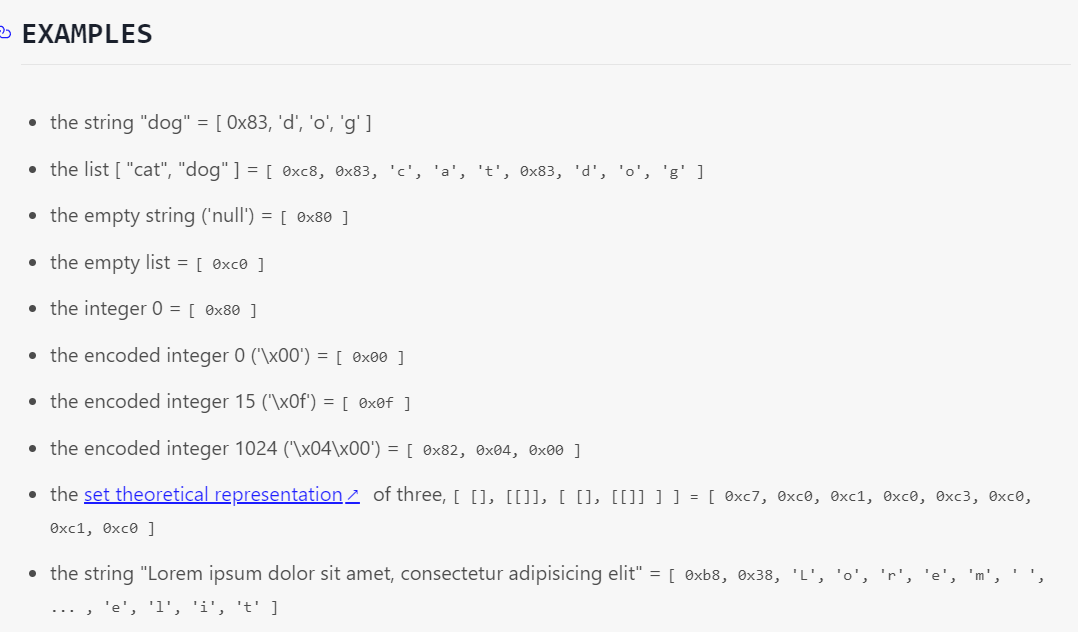 EXAMPLES
• the string "dog" = [ 0x83, 'd', 'o', 'g' ]
• the list [ "cat", "dog" ] = [ 0xc8, 0x83, 'c', 'a', 't', 0x83, 'd', 'o', 'g' ]
• the empty string ('null') = [ 0x80 ]
• the empty list = [ 0xc0 ]
• the integer 0 = [ 0x80 ]
• the encoded integer 0 ('\x00') = [ 0x00 ]
• the encoded integer 15 ('\x0f') = [ 0x0f ]
• the encoded integer 1024 ('\x04\x00') = [ 0x82, 0x04, 0x00 ]
• the set theoretical representation↗ of three, [ [], [[]], [ [], [[]] ] ] = [ 0xc7, 0xc0, 0xc1, 0xc0, 0xc3, 0xc0,
0xc1, 0xc0 ]
• the string "Lorem ipsum dolor sit amet, consectetur adipisicing elit" = [ 0xb8, 0x38, 'L', 'o', 'r', 'e', 'm', ' ',
... , 'e', 'l', 'i', 't' ]